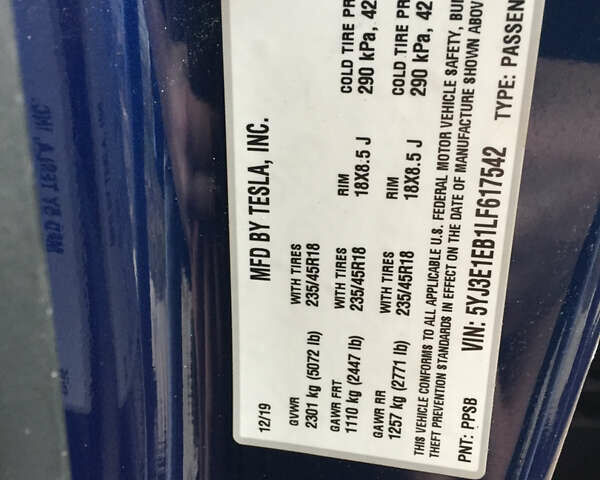 12/19 MFD BY TESLA, INC.
GVWR WITH TIRES RIM COLD TIRE PR
2301 kg (5072 lb) 235/45R18 18X8.5 J 290 kPa, 42
GAWR FRT WITH TIRES RIM COLD TIRE PR
1110 kg (2447 lb) 235/45R18 18X8.5 J 290 kPa, 42
GAWR RR WITH TIRES
1257 kg (2771 lb) 235/45R18
THIS VEHICLE CONFORMS TO ALL APPLICABLE U.S. FEDERAL MOTOR VEHICLE SAFETY, BU
THEFT PREVENTION STANDARDS IN EFFECT ON THE DATE OF MANUFACTURE SHOWN ABOV
PNT: PPSB VIN: 5YJ3E1EB1LF617542 TYPE: PASSEN